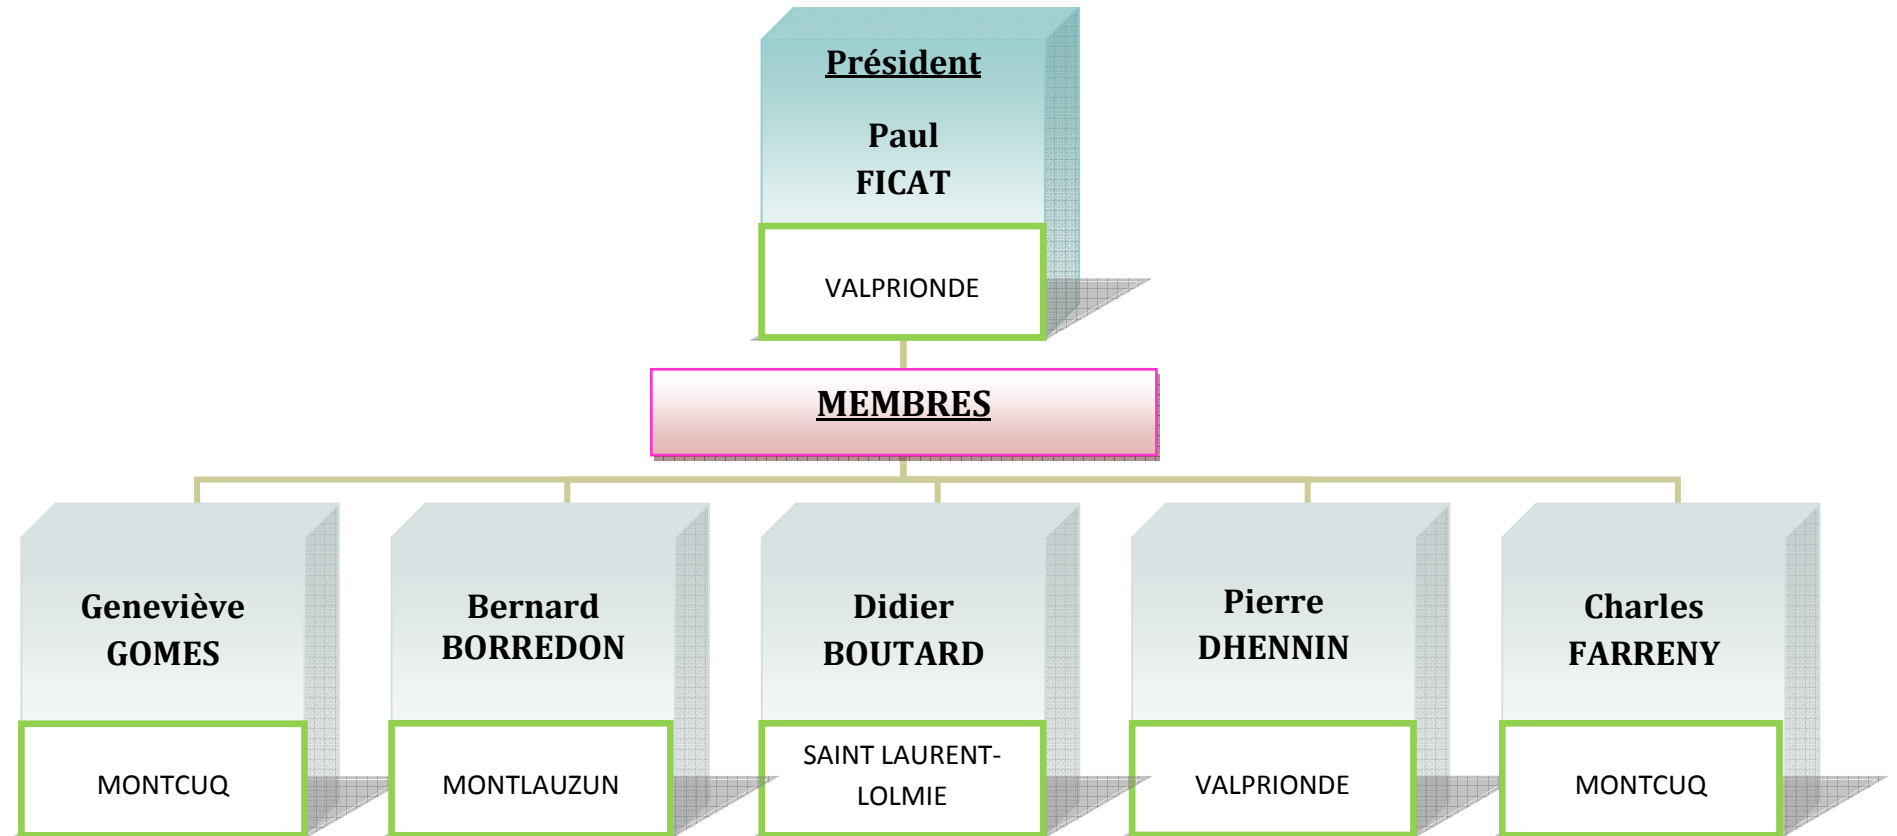 Président
Paul
FICAT
VALPRIONDE
MEMBRES
Geneviève
GOMES
MONTCUQ
Bernard
BORREDON
MONTLAUZUN
Didier
BOUTARD
SAINT LAURENT-
LOLMIE
Pierre
DHENNIN
VALPRIONDE
Charles
FARRENY
MONTCUQ